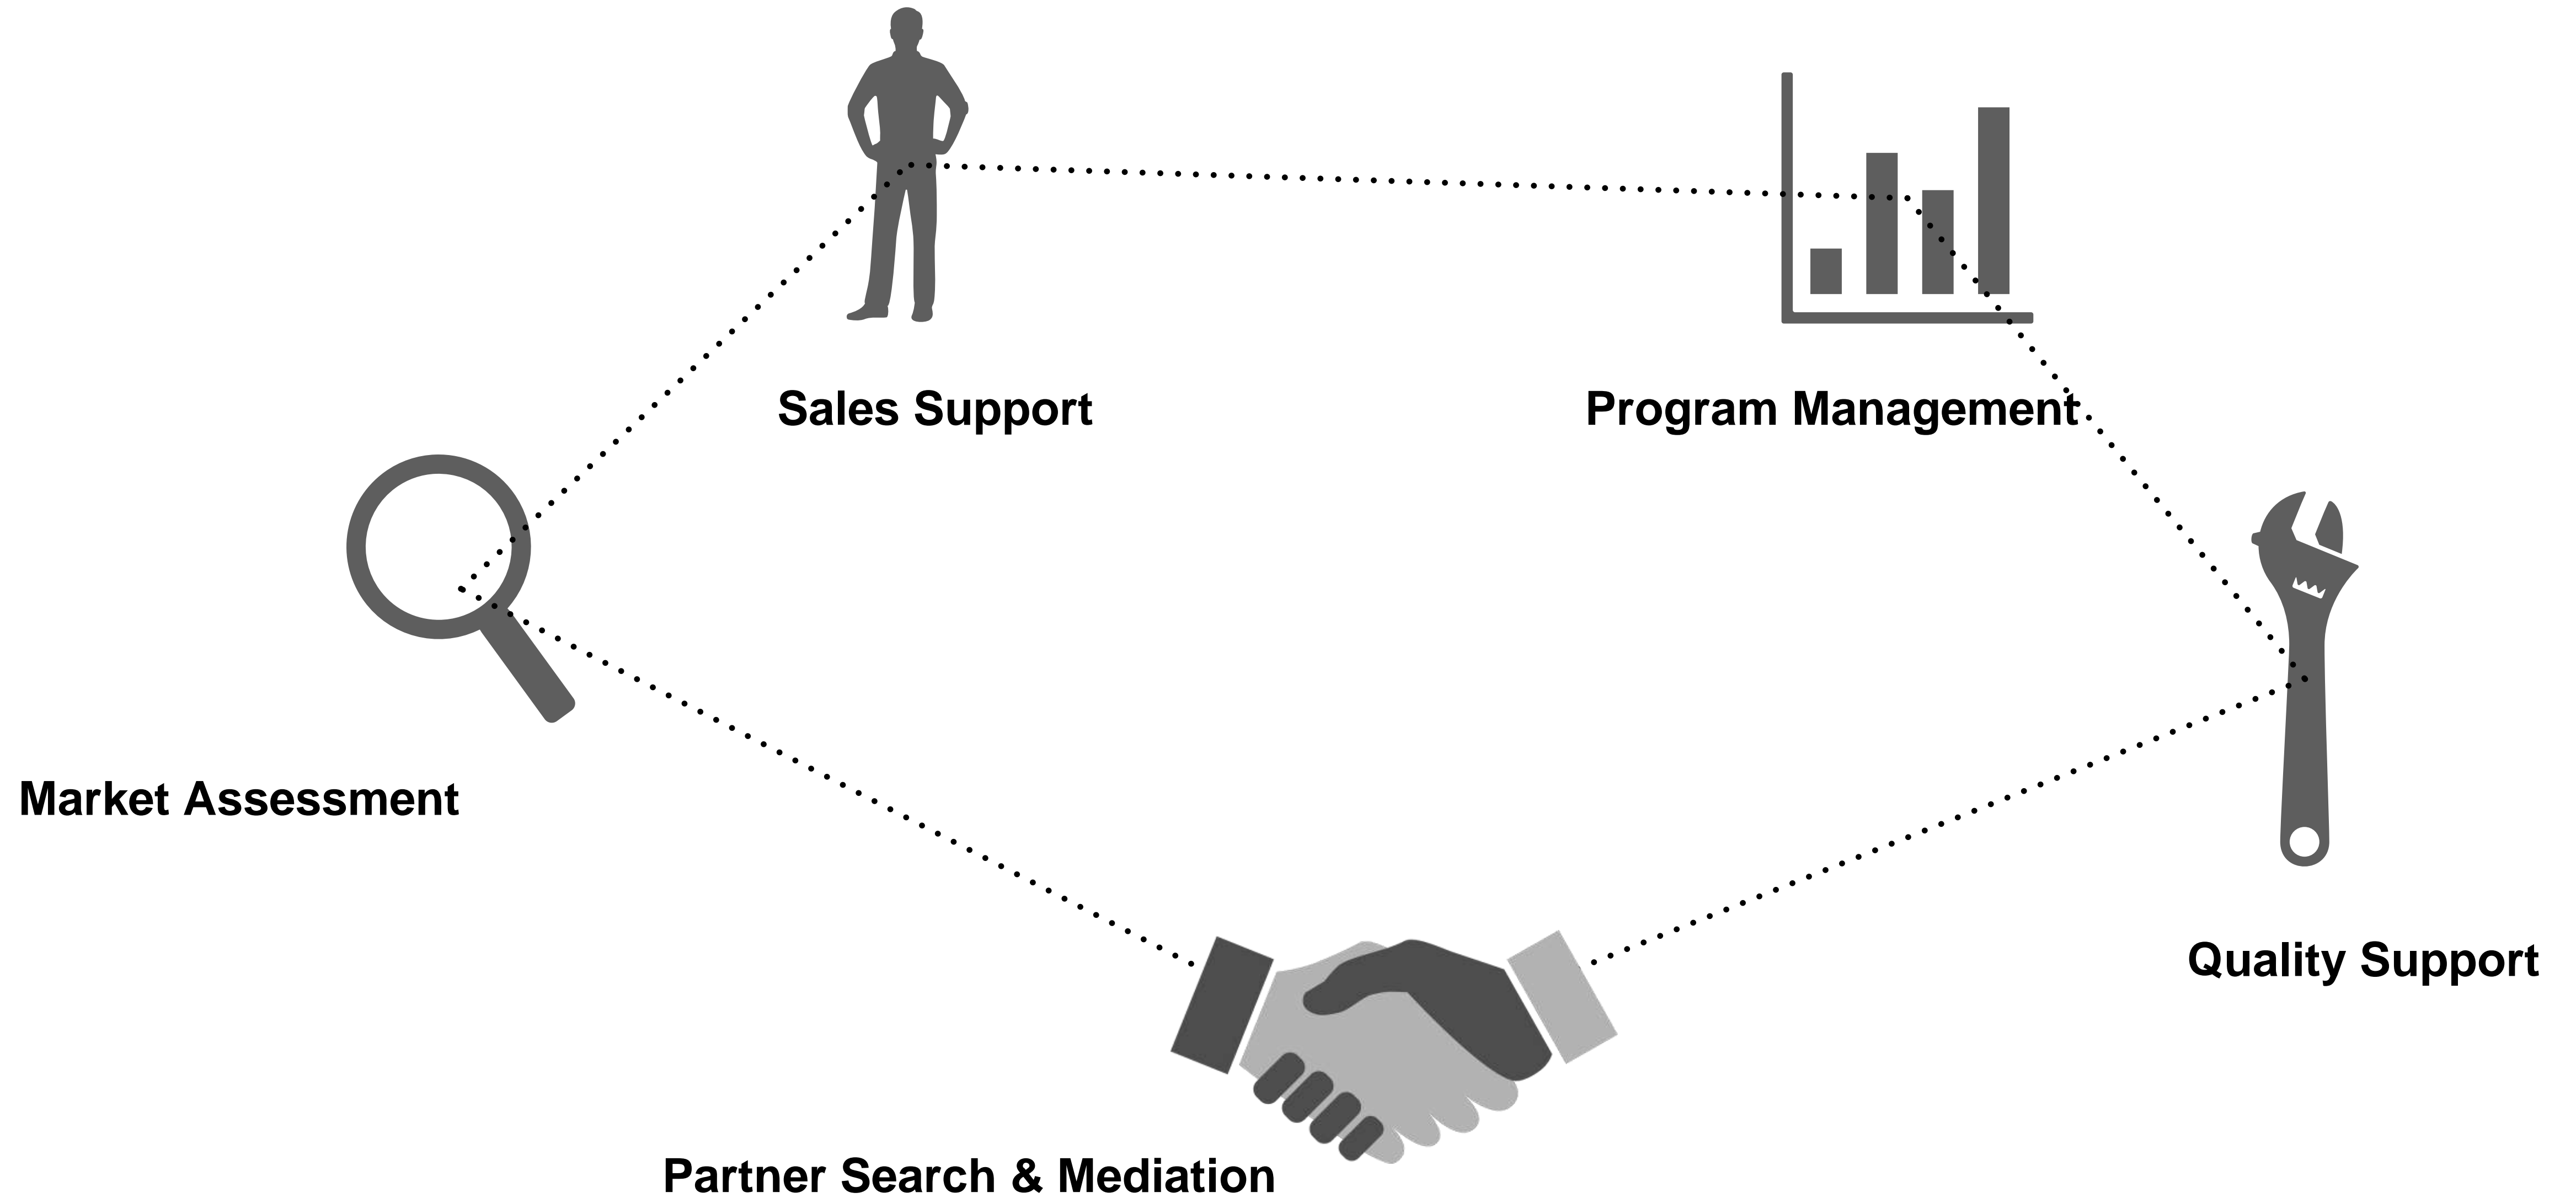 Sales Support
Program Management
Market Assessment
Quality Support
Partner Search & Mediation